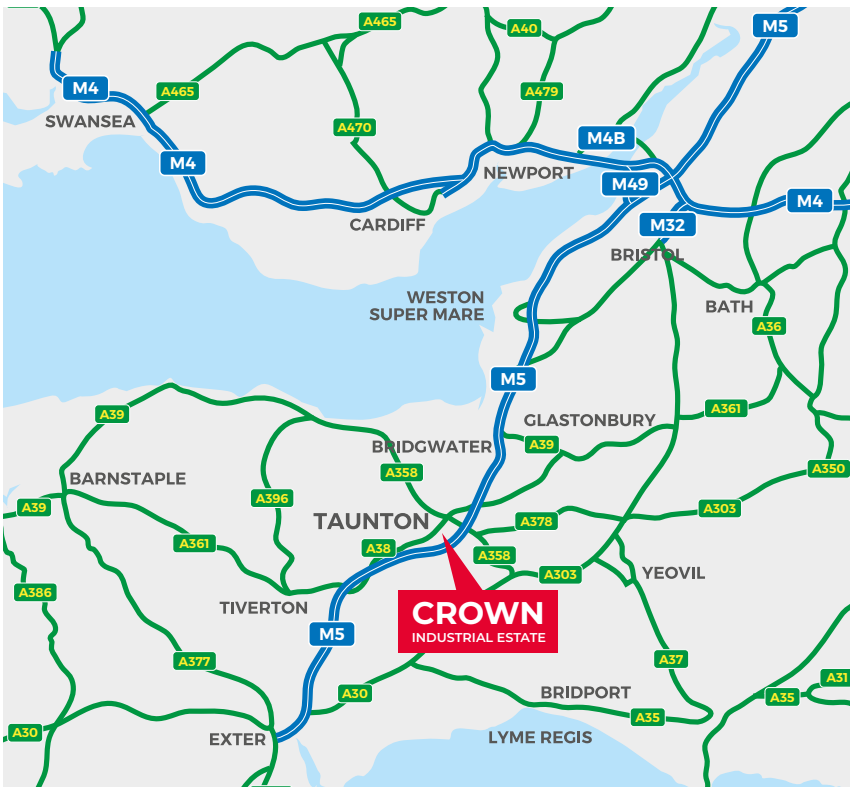 A465
A40
M5
M4
A465
A479
SWANSEA
A470
M4B
M4
NEWPORT
M49
M4
CARDIFF
M32
BRISTOL
WESTON
SUPER MARE
BATH
A36
M5
A39
A361
GLASTONBURY
BRIDGWATER
A39
A358
A350
BARNSTAPLE
A396
A39
A303
TAUNTON
A378
A361
A38
A358
A303
YEOVIL
A386
TIVERTON
CROWN
INDUSTRIAL ESTATE
M5
A377
A37
A30
BRIDPORT
A31
A35
A35
A30
EXTER
LYME REGIS